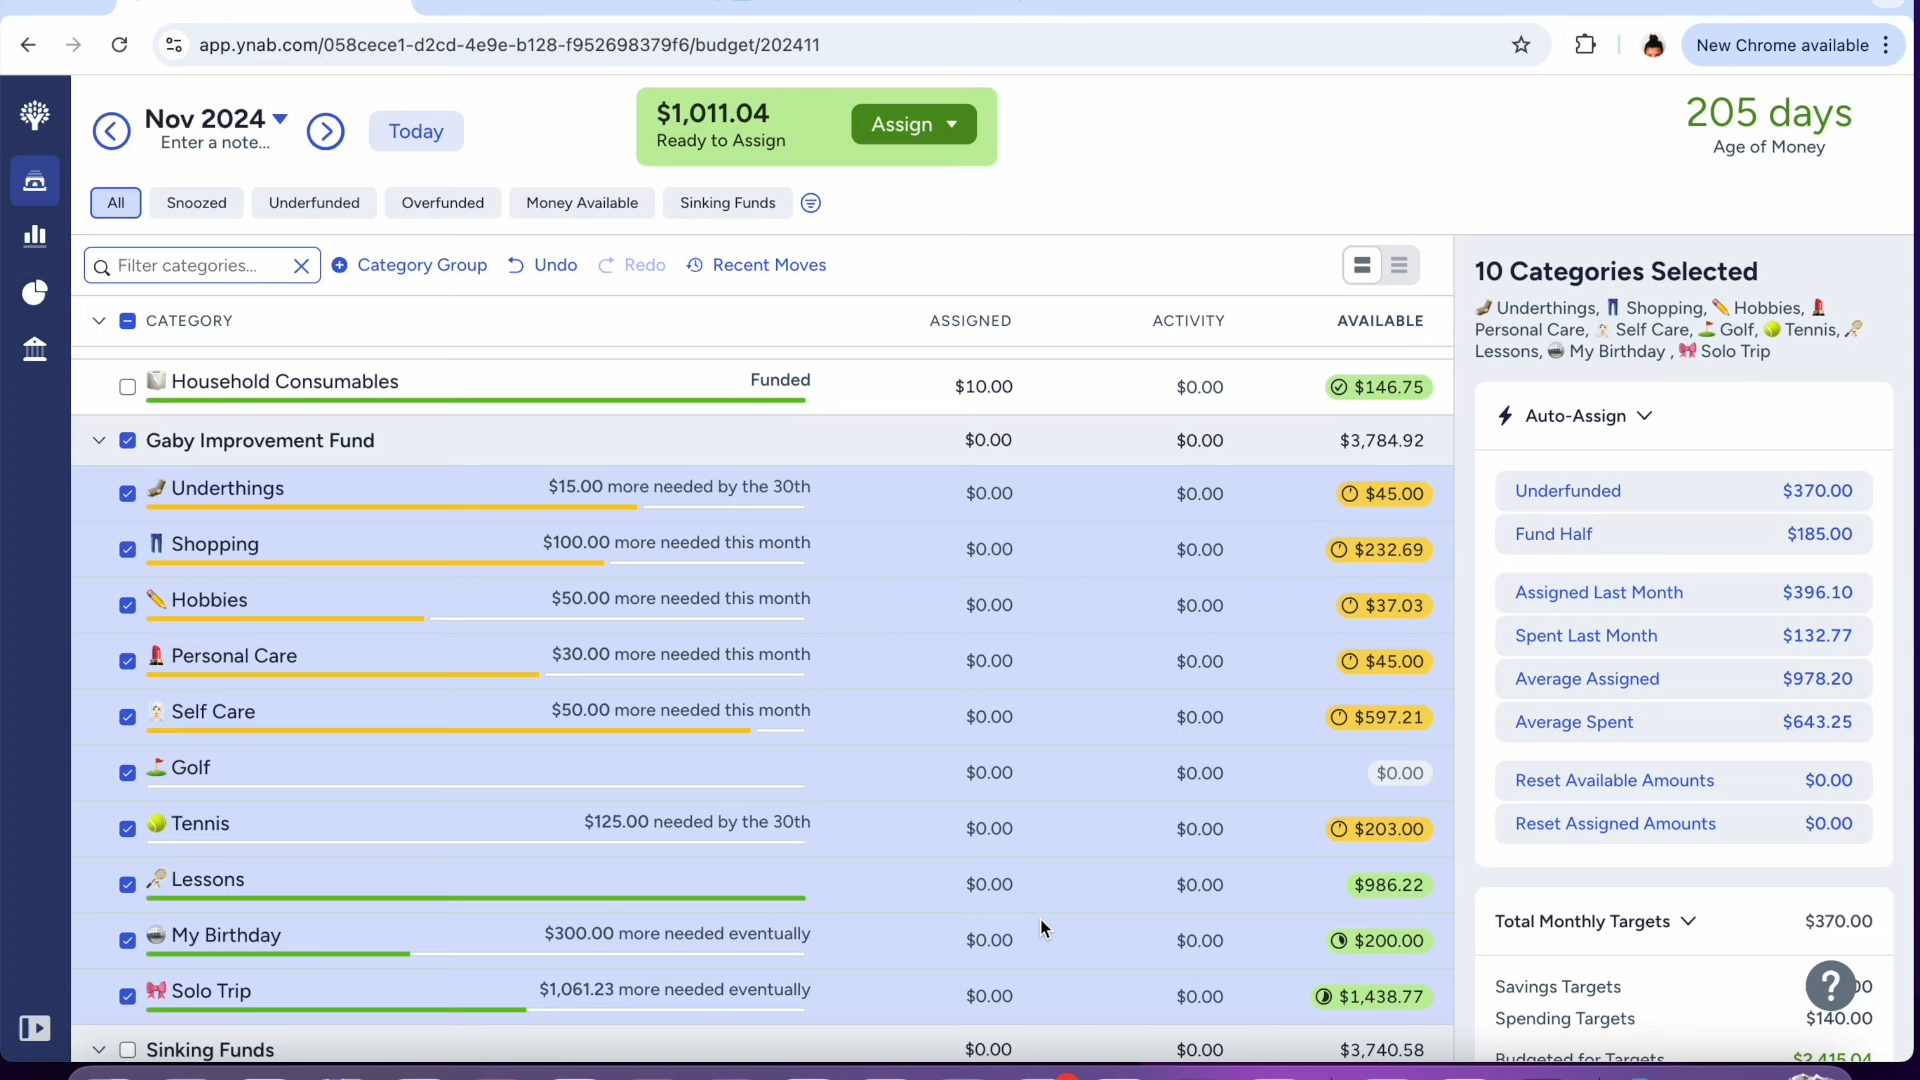 app.ynab.com/058cece1-d2cd-4e9e-b128-f952698379f6/budget/202411
New Chrome available
Nov 2024
Enter a note...
Today
$1,011.04
Ready to Assign
Assign
205 days
Age of Money
All
Snoozed
Underfunded
Overfunded
Money Available
Sinking Funds
Filter categories...
Category Group
Undo
Redo
Recent Moves
CATEGORY ASSIGNED ACTIVITY AVAILABLE
Household Consumables Funded $10.00 $0.00 $146.75
Gaby Improvement Fund $0.00 $0.00 $3,784.92
Underthings $15.00 more needed by the 30th $0.00 $0.00 $45.00
Shopping $100.00 more needed this month $0.00 $0.00 $232.69
Hobbies $50.00 more needed this month $0.00 $0.00 $37.03
Personal Care $30.00 more needed this month $0.00 $0.00 $45.00
Self Care $50.00 more needed this month $0.00 $0.00 $597.21
Golf $0.00 $0.00 $0.00
Tennis $125.00 needed by the 30th $0.00 $0.00 $203.00
Lessons $0.00 $0.00 $986.22
My Birthday $300.00 more needed eventually $0.00 $0.00 $200.00
Solo Trip $1,061.23 more needed eventually $0.00 $0.00 $1,438.77
Sinking Funds $0.00 $0.00 $3,740.58
10 Categories Selected
Underthings, Shopping, Hobbies,
Personal Care, Self Care, Golf, Tennis,
Lessons, My Birthday , Solo Trip
Auto-Assign
Underfunded $370.00
Fund Half $185.00
Assigned Last Month $396.10
Spent Last Month $132.77
Average Assigned $978.20
Average Spent $643.25
Reset Available Amounts $0.00
Reset Assigned Amounts $0.00
Total Monthly Targets $370.00
Savings Targets
?
Spending Targets $140.00
Budgeted for Targets $2,415.04